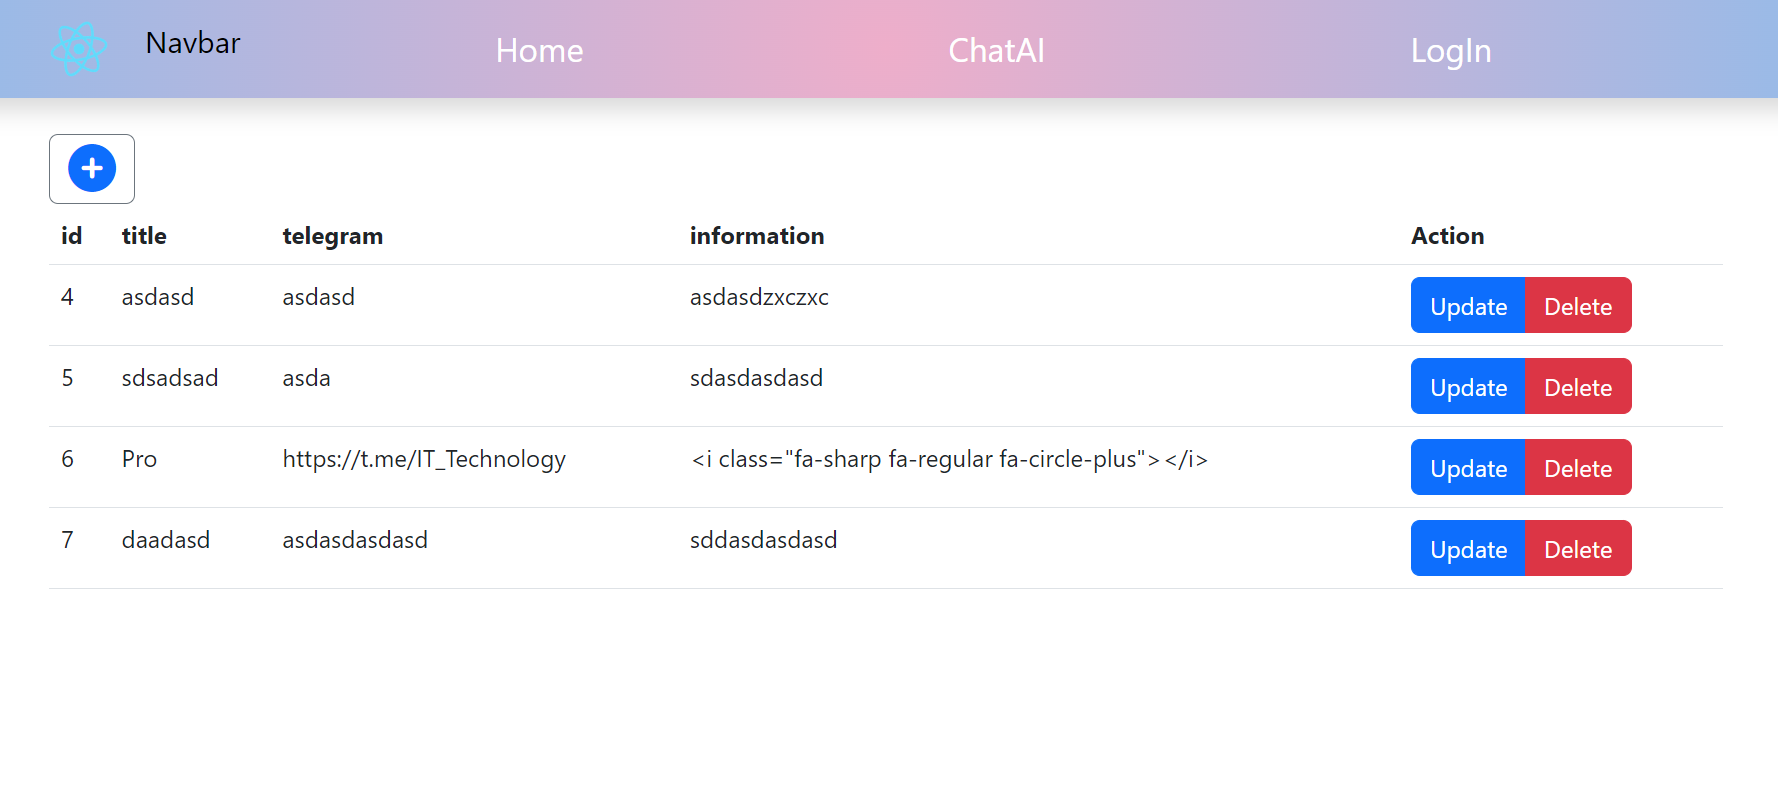 Navbar Home ChatAI LogIn
id title telegram information Action
4 asdasd asdasd asdasdzxczxc Update Delete
5 sdsadsad asda sdasdasdasd Update Delete
6 Pro https://t.me/IT_Technology <i class="fa-sharp fa-regular fa-circle-plus"></i> Update Delete
7 daadasd asdasdasdasd sddasdasdasd Update Delete